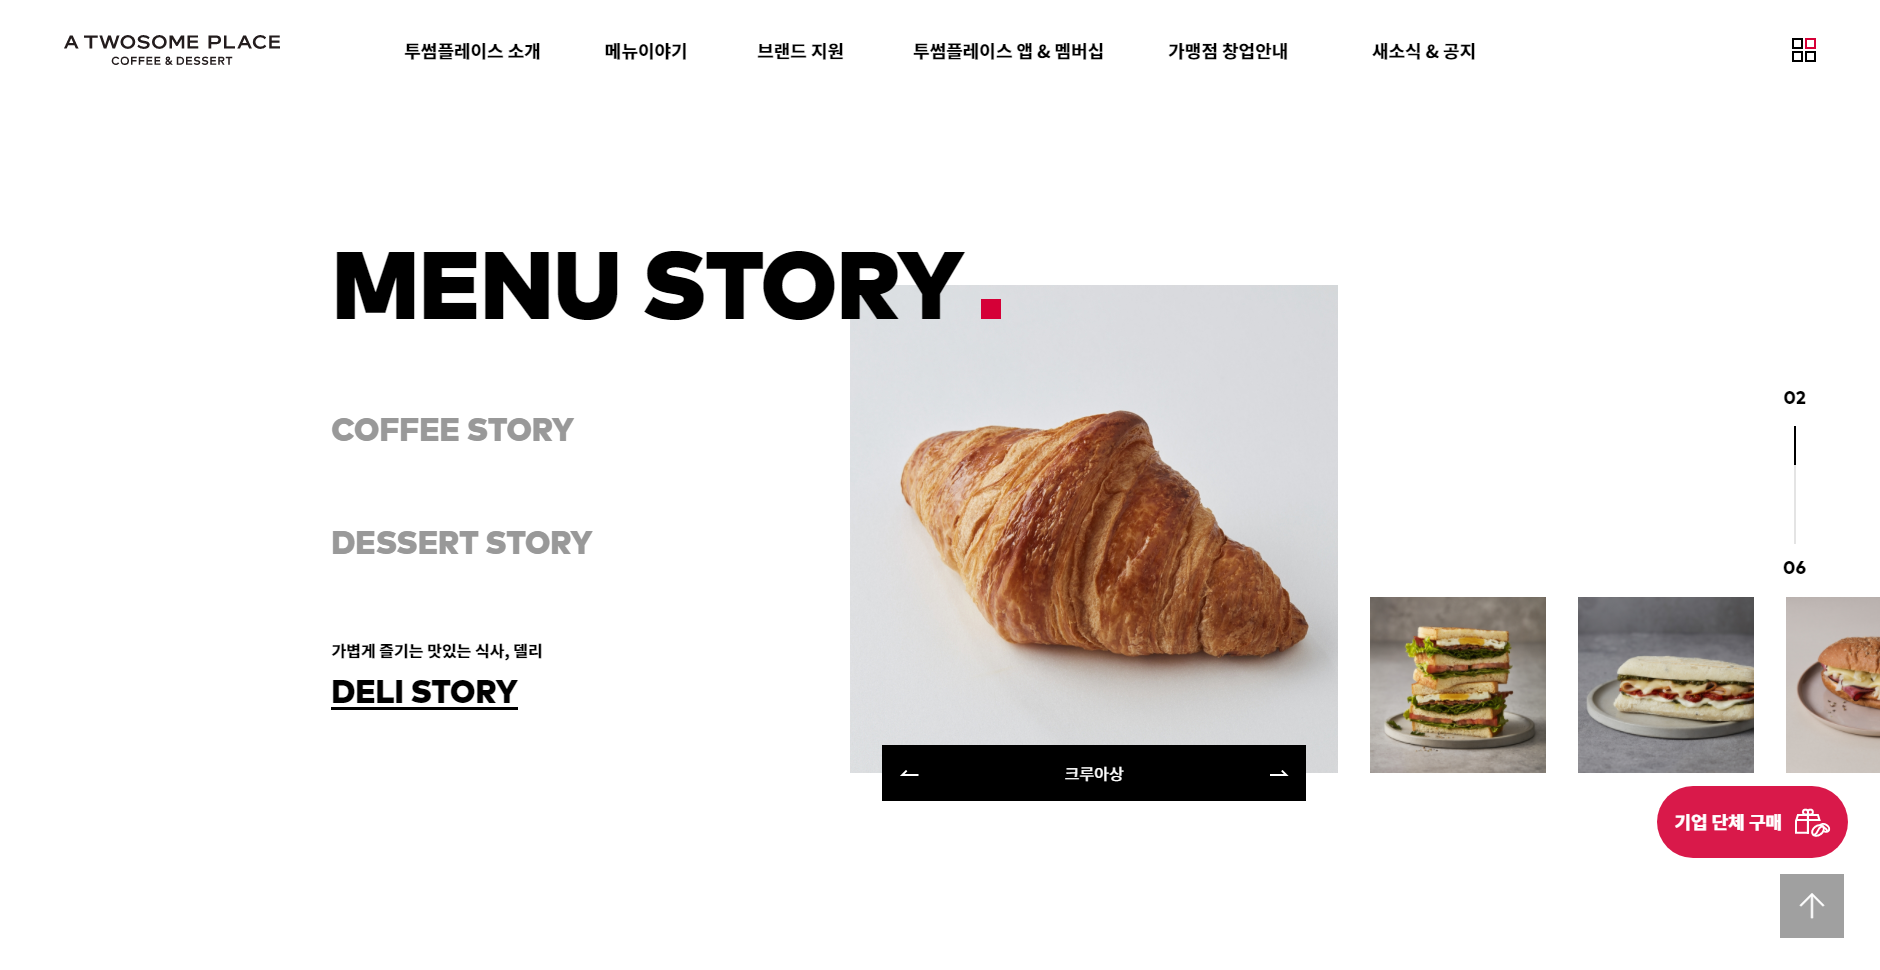 A TWOSOME PLACE
COFFEE & DESSERT
투썸플레이스 소개
메뉴이야기
브랜드 지원
투썸플레이스 앱 & 멤버십
가맹점 창업안내
새소식 & 공지
MENU STORY.
COFFEE STORY
DESSERT STORY
가볍게 즐기는 맛있는 식사, 델리
DELI STORY
크루아상
02
06
기업 단체 구매